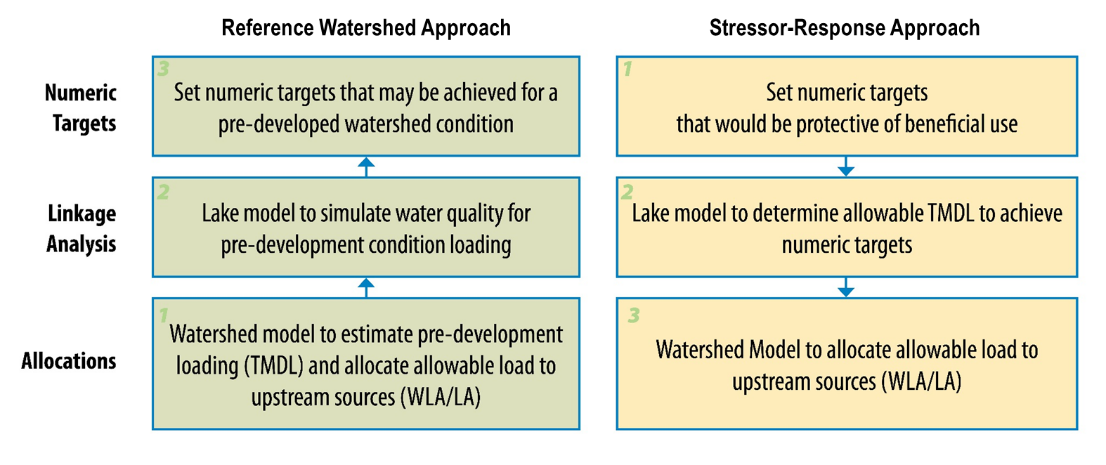 Reference Watershed Approach
Stressor-Response Approach
Numeric
Targets
3
Set numeric targets that may be achieved for a
pre-developed watershed condition
1
Set numeric targets
that would be protective of beneficial use
Linkage
Analysis
2
Lake model to simulate water quality for
pre-development condition loading
2
Lake model to determine allowable TMDL to achieve
numeric targets
Allocations
1
Watershed model to estimate pre-development
loading (TMDL) and allocate allowable load to
upstream sources (WLA/LA)
3
Watershed Model to allocate allowable load to
upstream sources (WLA/LA)